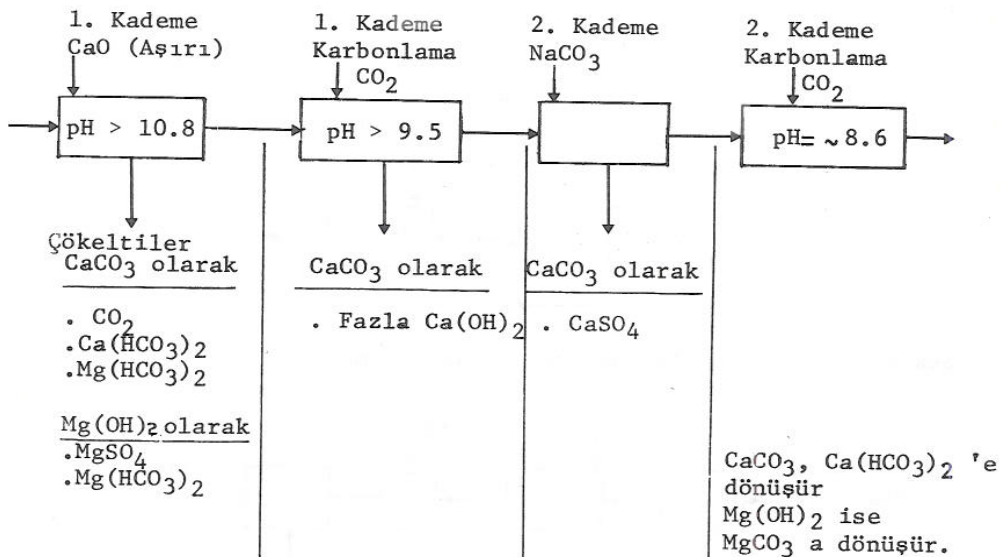 1. Kademe
CaO (Aşırı)
pH > 10.8
Çökeltiler
CaCO3 olarak
. CO2
.Ca(HCO3)2
.Mg(HCO3)2
Mg(OH)2 olarak
.MgSO4
.Mg(HCO3)2
1. Kademe
Karbonlama
CO2
pH > 9.5
CaCO3 olarak
. Fazla Ca(OH)2
2. Kademe
NaCO3
CaCO3 olarak
. CaSO4
2. Kademe
Karbonlama
CO2
pH= ~8.6
CaCO3, Ca(HCO3)2 'e
dönüşür
Mg(OH)2 ise
MgCO3 a dönüşür.